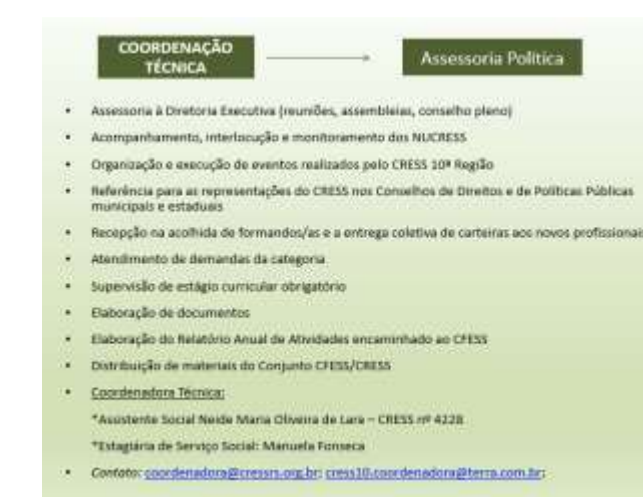 COORDENAÇÃO
TÉCNICA
Assessoria Política
• Assessoria à Diretoria Executiva (reuniões, assembleias, conselho pleno)
• Acompanhamento, interlocução e monitoramento dos NUCRESS
• Organização e execução de eventos realizados pelo CRESS 10ª Região
• Referência para as representações do CRESS nos Conselhos de Direitos e de Políticas Públicas
municipais e estaduais
• Recepção na acolhida de formandos/as e a entrega coletiva de carteiras aos novos profissionais
• Atendimento de demandas da categoria
• Supervisão de estágio curricular obrigatório
• Elaboração de documentos
• Elaboração do Relatório Anual de Atividades encaminhado ao CFESS
• Distribuição de materiais do Conjunto CFESS/CRESS
• Coordenadora Técnica:
*Assistente Social Neide Maria Oliveira de Lara – CRESS nº 4228
*Estagiária de Serviço Social: Manuela Fonseca
• Contato: coordenadora@cressrs.org.br; cress10.coordenadora@terra.com.br;